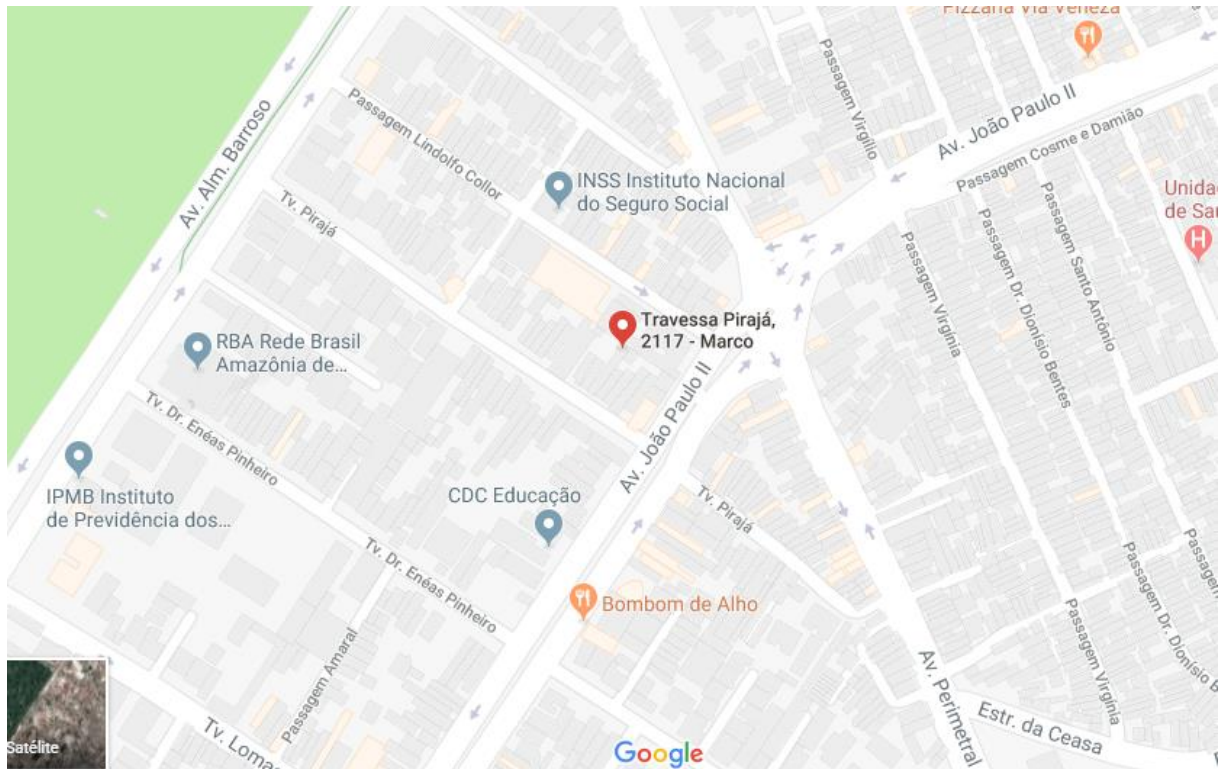 Pizzaria Via Veneza
Passagem Virgílio
Av. João Paulo II
Passagem Cosme e Damião
Av. Alm. Barroso
Passagem Lindolfo Collor
INSS Instituto Nacional
do Seguro Social
Unida
de Sa
Tv. Pirajá
Passagem Virgínia
Passagem Dr. Dionísio Bentes
Passagem Santo Antônio
Travessa Pirajá,
2117 - Marco
RBA Rede Brasil
Amazônia de...
Av. João Paulo II
Tv. Dr. Enéas Pinheiro
IPMB Instituto
de Previdência dos...
CDC Educação
Tv. Pirajá
Tv. Dr. Enéas Pinheiro
Bombom de Alho
Passagem
Passagem Dr. Dionísio B
Passagem Virgínia
Passagem Amaral
Av. Perimetral
Estr. da Ceasa
Satélite
Tv. Loma
Google